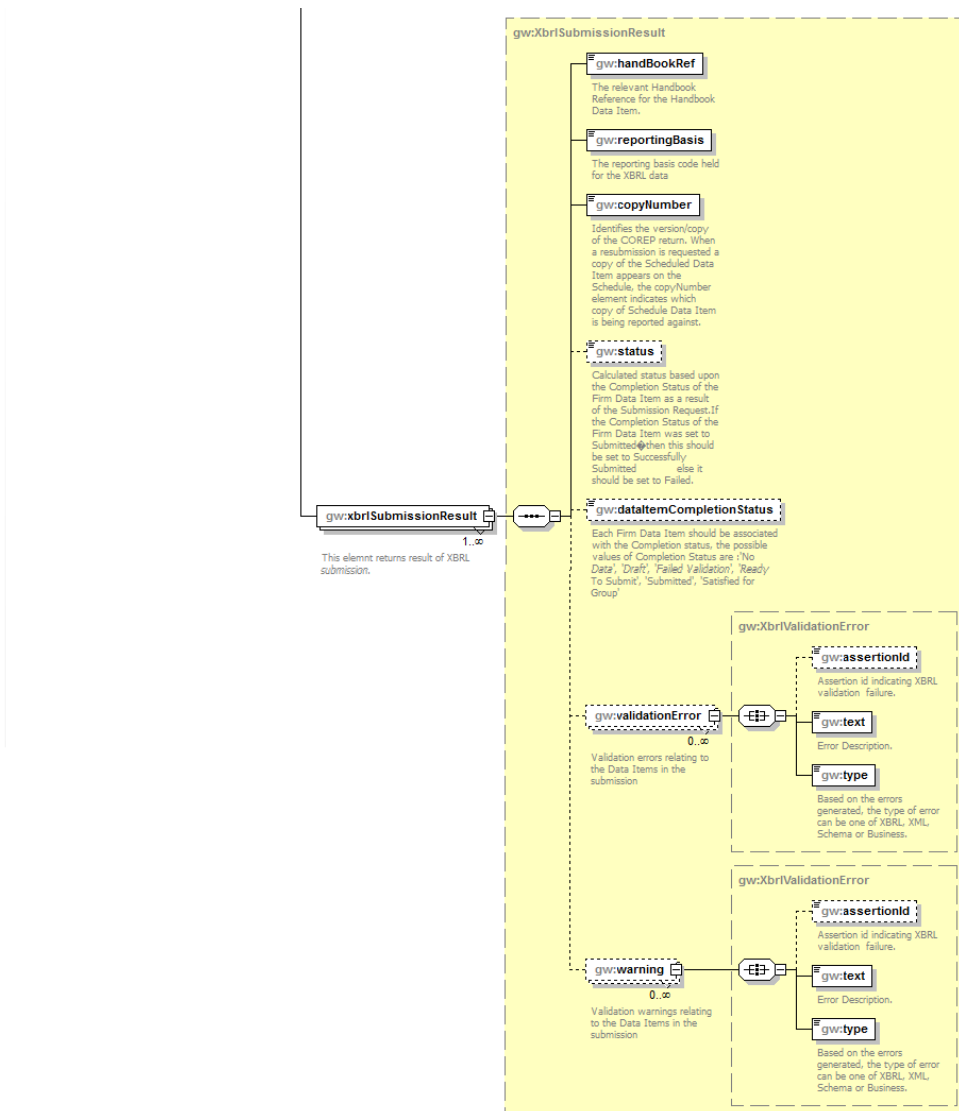 gw:XbrlSubmissionResult
gw:handBookRef
The relevant Handbook
Reference for the Handbook
Data Item.
gw:reportingBasis
The reporting basis code held
for the XBRL data
gw:copyNumber
Identifies the version/copy
of the COREP return. When
a resubmission is requested a
copy of the Scheduled Data
Item appears on the
Schedule, the copyNumber
element indicates which
copy of Schedule Data Item
is being reported against.
gw:status
Calculated status based upon
the Completion Status of the
Firm Data Item as a result
of the Submission Request.If
the Completion Status of the
Firm Data Item was set to
Submitted�then this should
be set to Successfully
Submitted else it
should be set to Failed.
gw:xbrlSubmissionResult
1..∞
This elemnt returns result of XBRL
submission.
gw:dataItemCompletionStatus
Each Firm Data Item should be associated
with the Completion status, the possible
values of Completion Status are :'No
Data', 'Draft', 'Failed Validation', 'Ready
To Submit', 'Submitted', 'Satisfied for
Group'
gw:validationError
0..∞
Validation errors relating to
the Data Items in the
submission
gw:XbrlValidationError
gw:assertionId
Assertion id indicating XBRL
validation failure.
gw:text
Error Description.
gw:type
Based on the errors
generated, the type of error
can be one of XBRL, XML,
Schema or Business.
gw:warning
0..∞
Validation warnings relating
to the Data Items in the
submission
gw:XbrlValidationError
gw:assertionId
Assertion id indicating XBRL
validation failure.
gw:text
Error Description.
gw:type
Based on the errors
generated, the type of error
can be one of XBRL, XML,
Schema or Business.